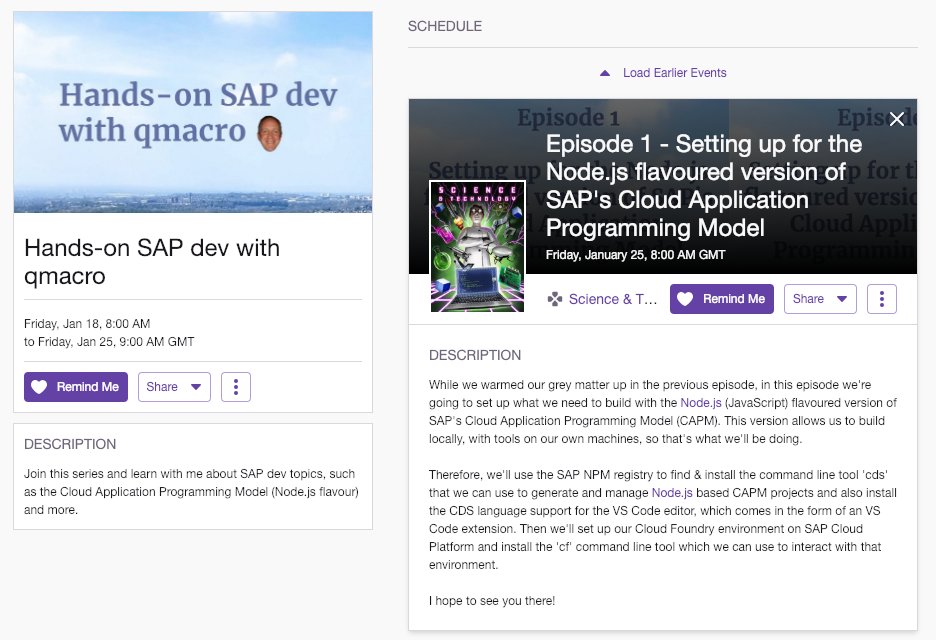 Hands-on SAP dev
with qmacro
Hands-on SAP dev with
qmacro
Friday, Jan 18, 8:00 AM
to Friday, Jan 25, 9:00 AM GMT
Remind Me
Share
DESCRIPTION
Join this series and learn with me about SAP dev topics, such
as the Cloud Application Programming Model (Node.js flavour)
and more.
SCHEDULE
Load Earlier Events
Episode 1
Episode 1 - Setting up for the
Node.js flavoured version of
SAP's Cloud Application
Programming Model
Friday, January 25, 8:00 AM GMT
SCIENCE
& TECHNOLOGY
Science & T...
Remind Me
Share
DESCRIPTION
While we warmed our grey matter up in the previous episode, in this episode we're
going to set up what we need to build with the Node.js (JavaScript) flavoured version of
SAP's Cloud Application Programming Model (CAPM). This version allows us to build
locally, with tools on our own machines, so that's what we'll be doing.
Therefore, we'll use the SAP NPM registry to find & install the command line tool 'cds'
that we can use to generate and manage Node.js based CAPM projects and also install
the CDS language support for the VS Code editor, which comes in the form of an VS
Code extension. Then we'll set up our Cloud Foundry environment on SAP Cloud
Platform and install the 'cf' command line tool which we can use to interact with that
environment.
I hope to see you there!